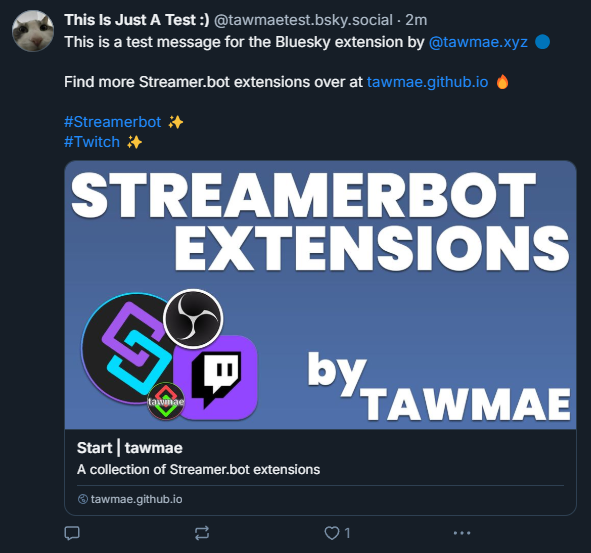 This Is Just A Test :) @tawmaetest.bsky.social · 2m
This is a test message for the Bluesky extension by @tawmae.xyz 🔵
Find more Streamer.bot extensions over at tawmae.github.io 🔥
#Streamerbot ✨
#Twitch ✨
STREAMERBOT
EXTENSIONS
tawmae
by
TAWMAE
Start | tawmae
A collection of Streamer.bot extensions
tawmae.github.io
1